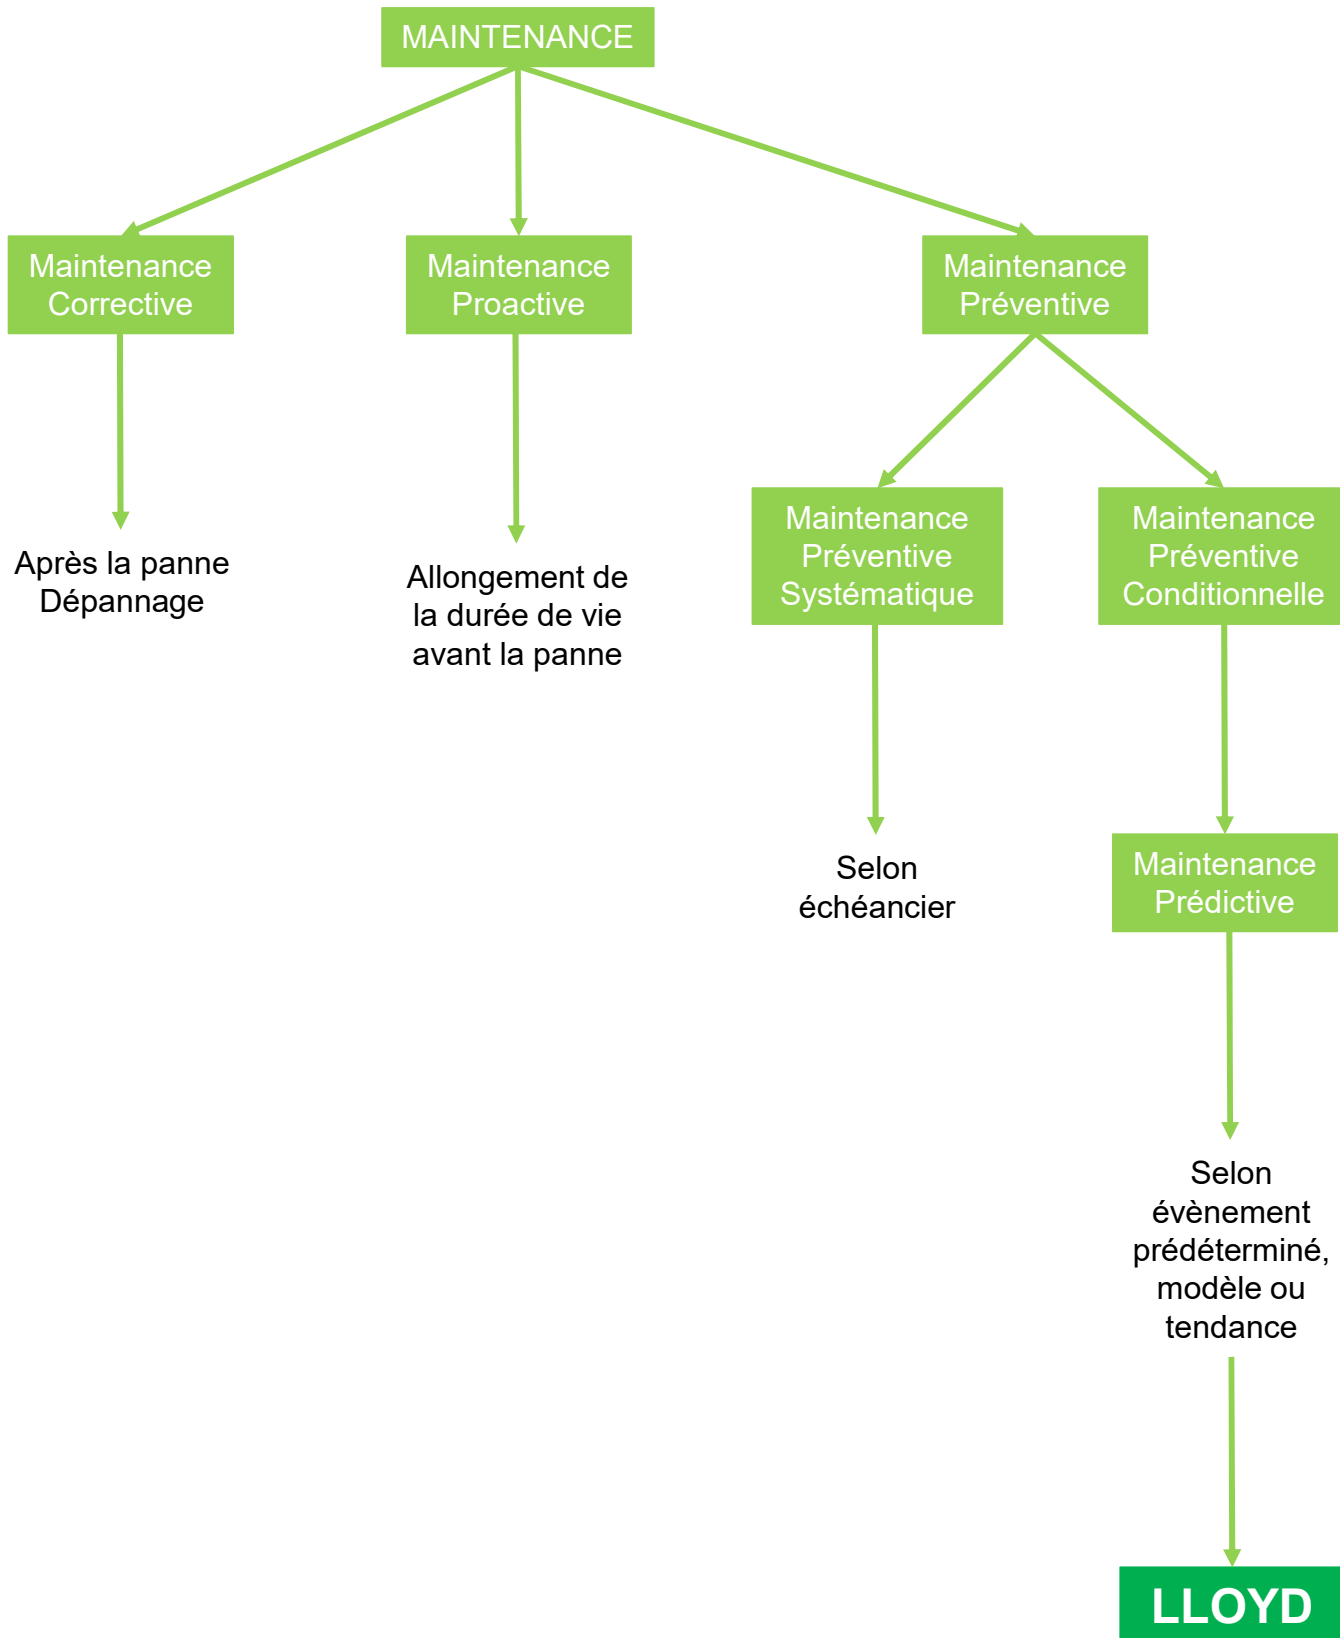 MAINTENANCE
Maintenance
Corrective
Maintenance
Proactive
Maintenance
Préventive
Après la panne
Dépannage
Allongement de
la durée de vie
avant la panne
Maintenance
Préventive
Systématique
Maintenance
Préventive
Conditionnelle
Selon
échéancier
Maintenance
Prédictive
Selon
évènement
prédéterminé,
modèle ou
tendance
LLOYD